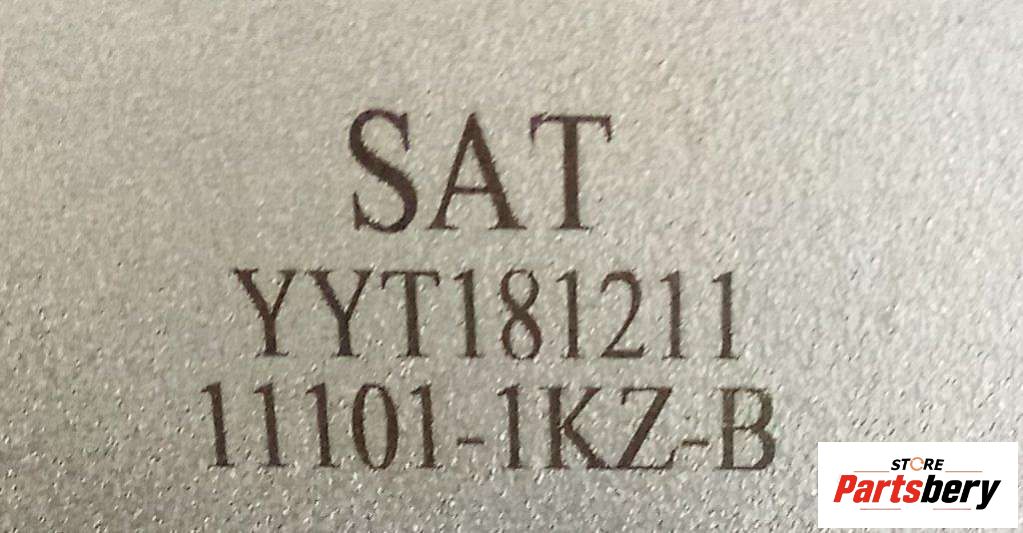 SAT
YYT181211
11101-1KZ-B
STORE
Partsbery